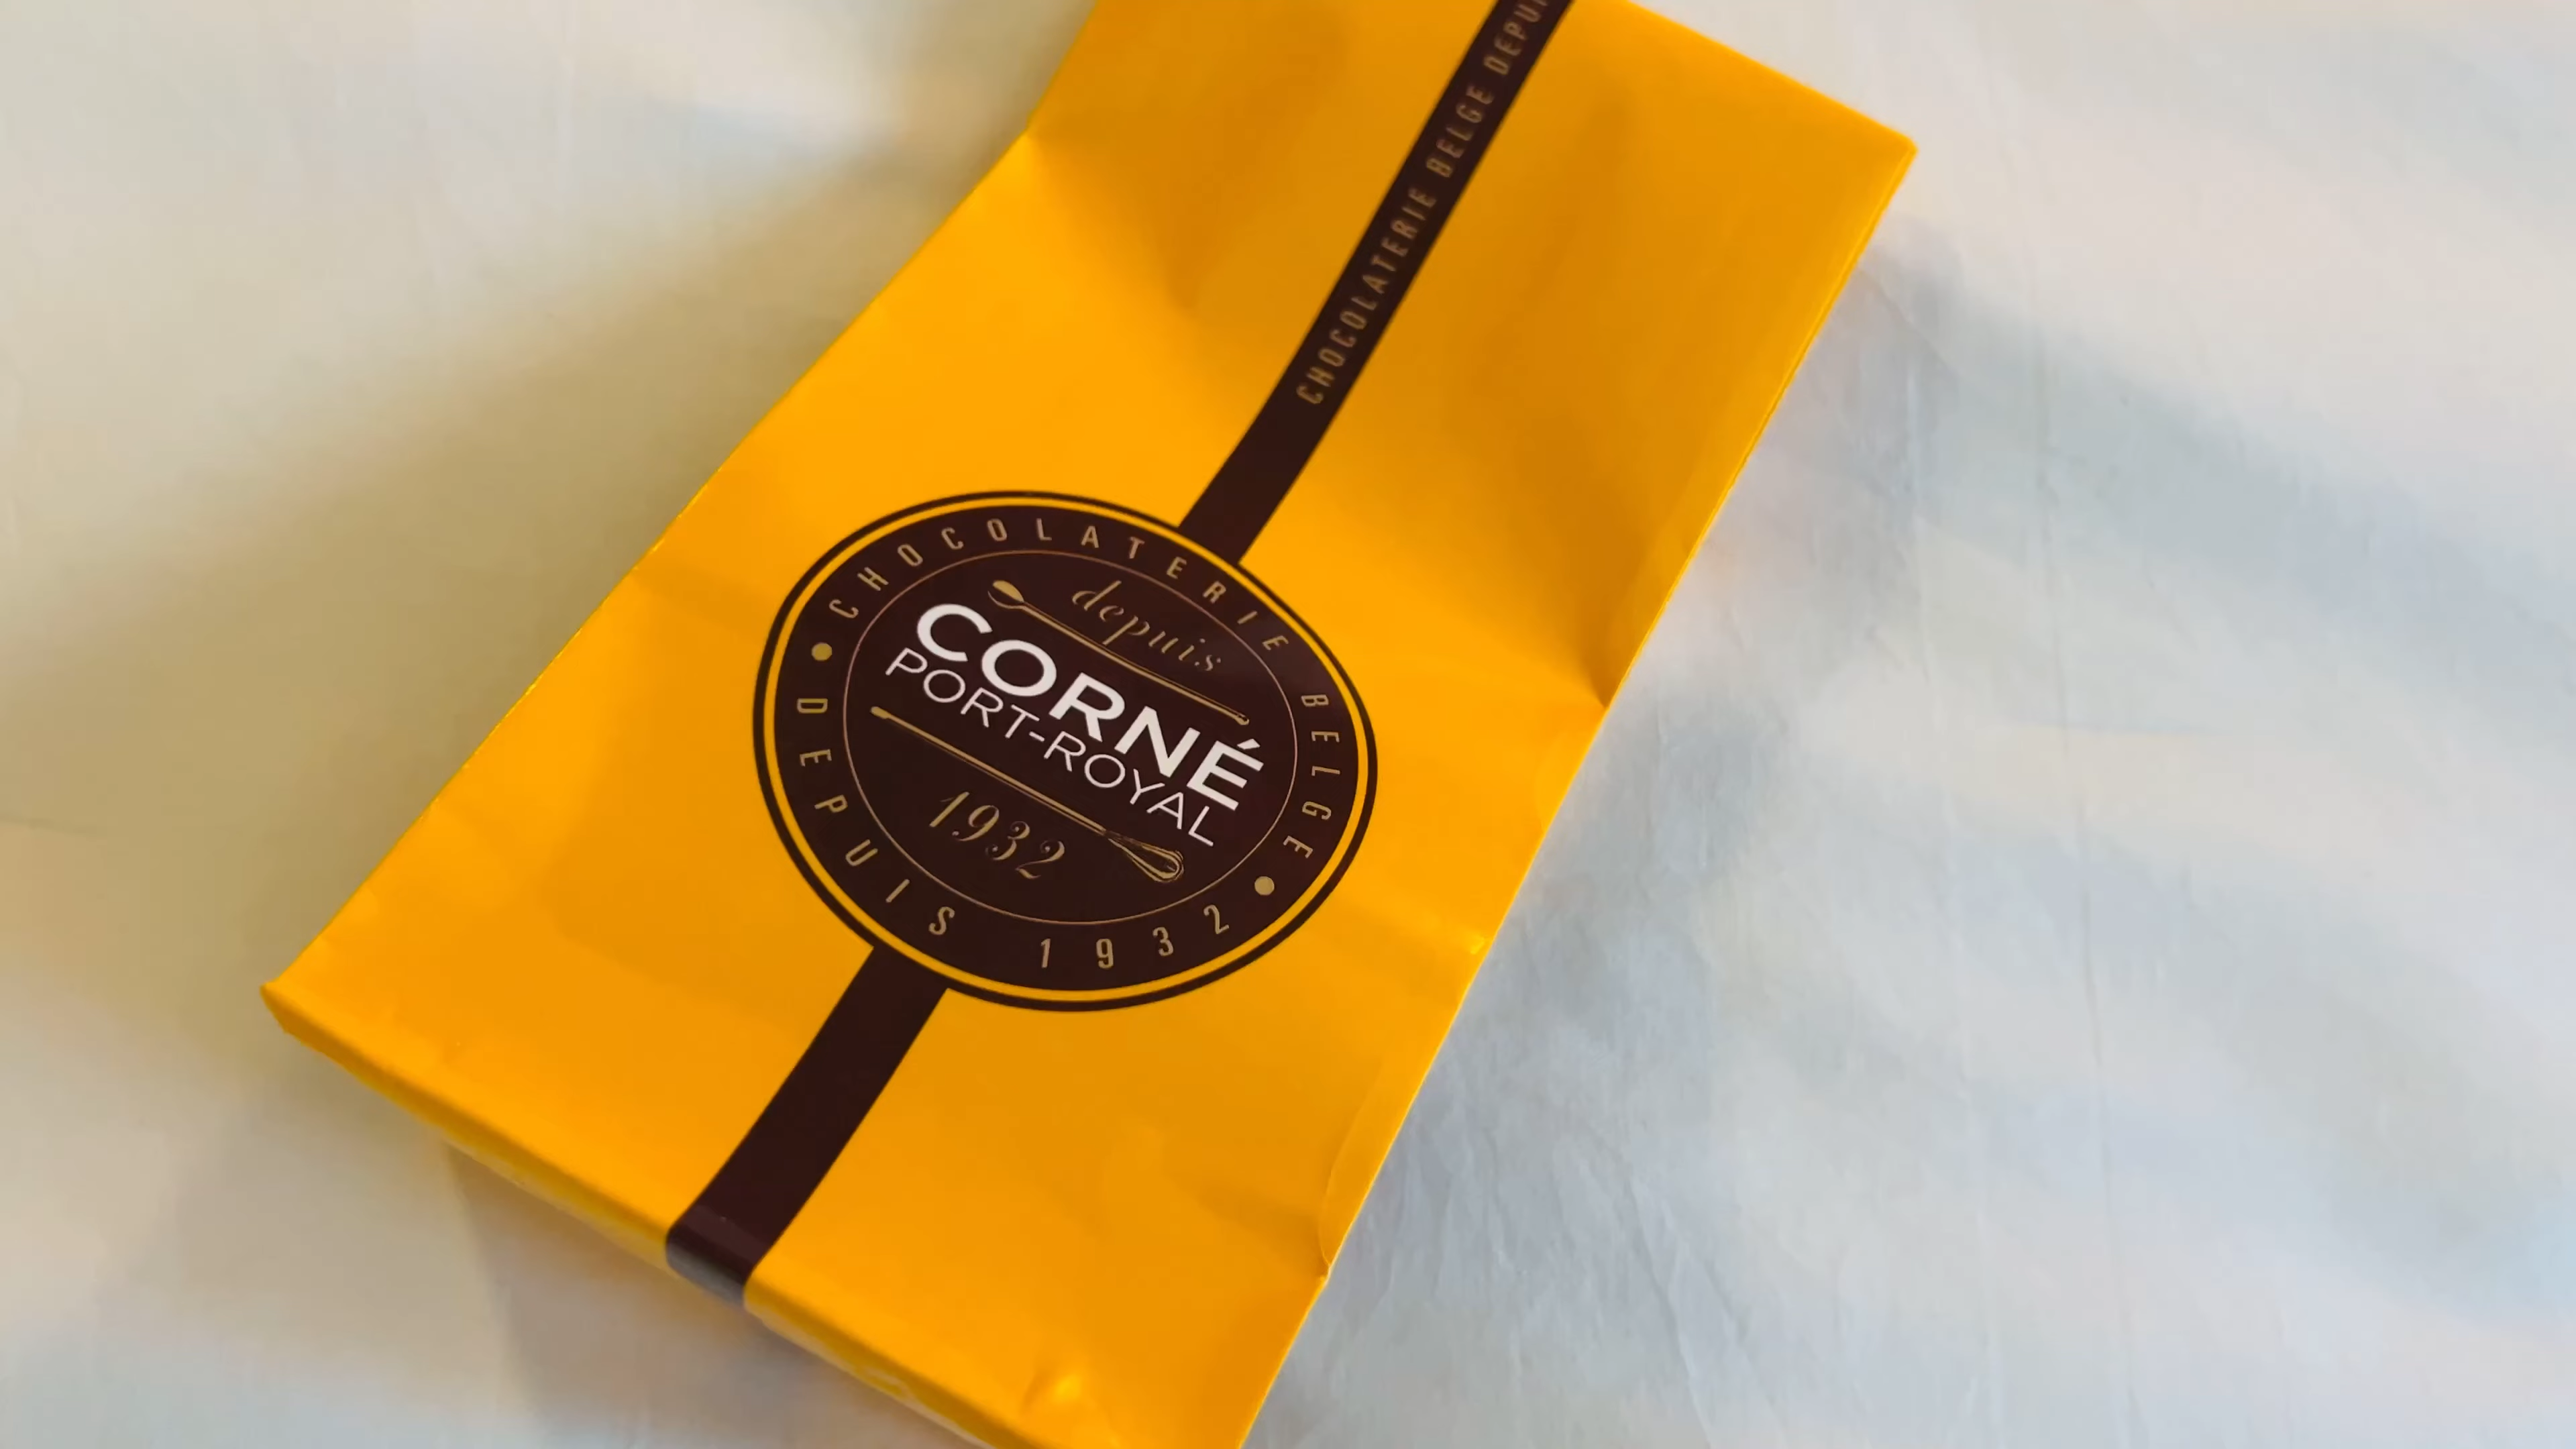 CHOCOLATERIE BELGE DEPUI
CHOCOLATERIE BELGE
depuis
CORNÉ
PORT-ROYAL
1932
DEPUIS 1932